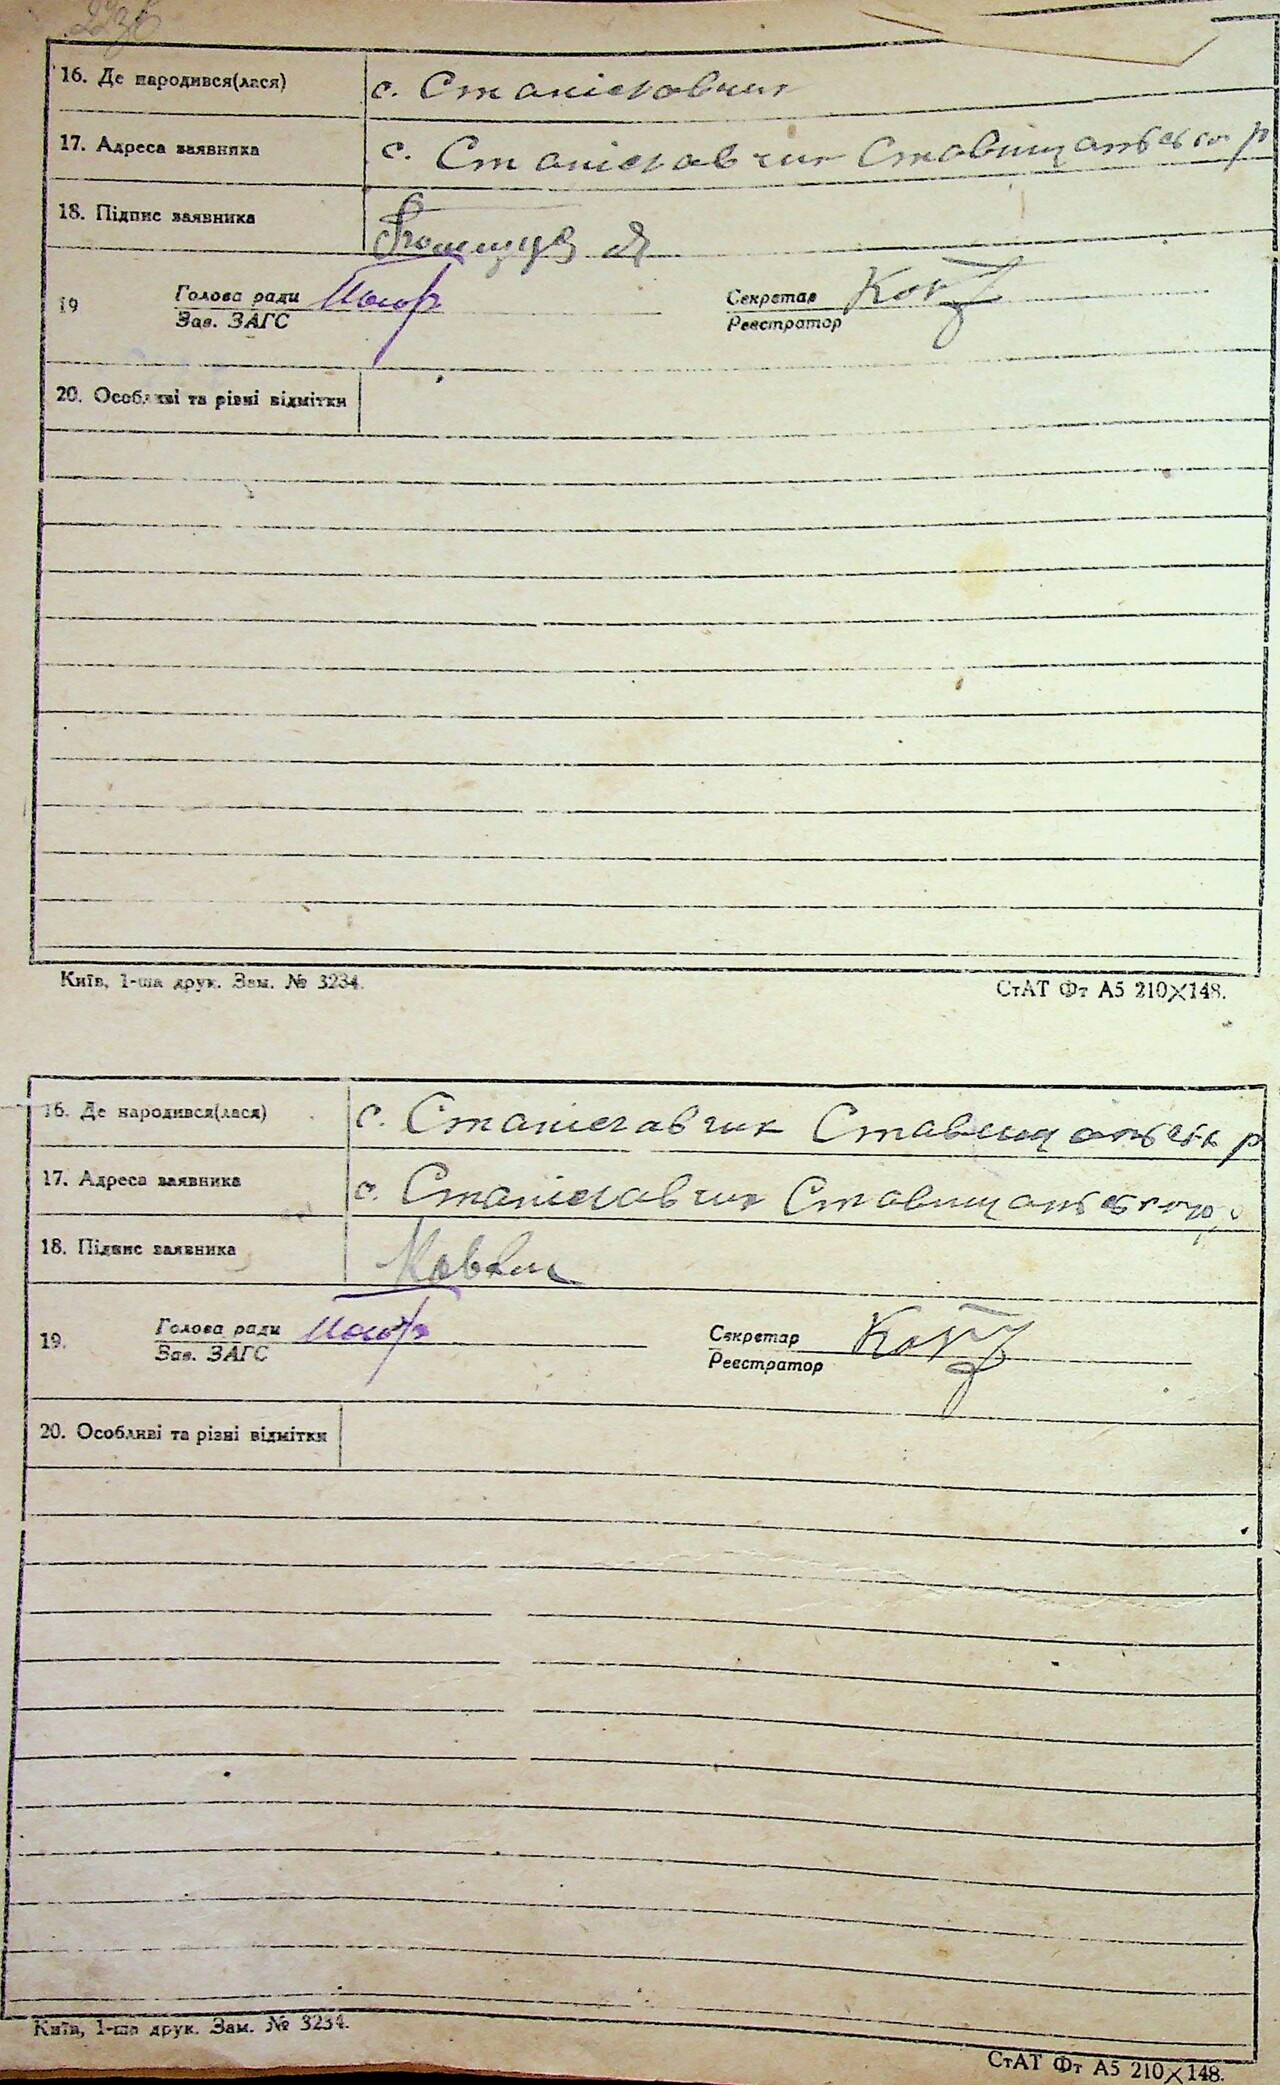 16. Де народився(лася) с. Станіславчик
17. Адреса заявника с. Станіславчик Ставищанськ р
18. Підпис заявника
19 Голова ради Секретар
Зав. ЗАГС Реєстратор
20. Особливі та різні відмітки
Київ, 1-ша друк. Зам. № 3234. СтАТ Фт А5 210×148.
16. Де народився(лася) с. Станіславчик Ставищанськ р
17. Адреса заявника с. Станіславчик Ставищанського р.
18. Підпис заявника
19. Голова ради Секретар
Зав. ЗАГС Реєстратор
20. Особливі та різні відмітки
Київ, 1-ша друк. Зам. № 3234.
СтАТ Фт А5 210×148.